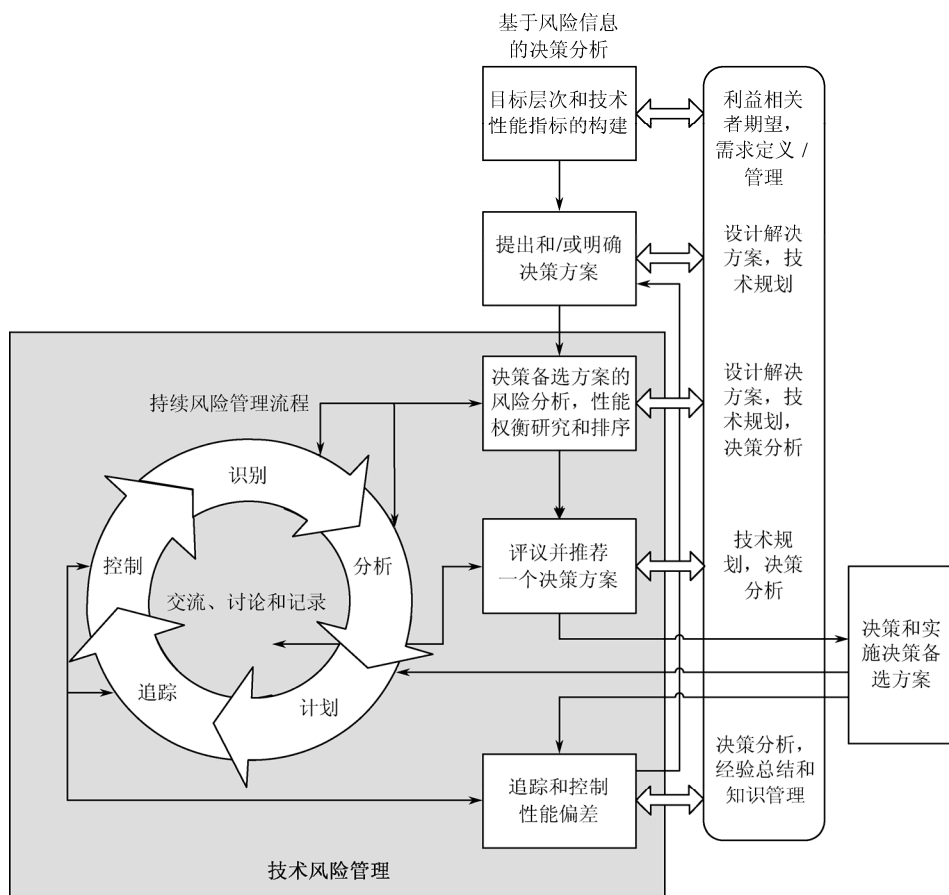 基于风险信息
的决策分析
目标层次和技术
性能指标的构建
利益相关
者期望，
需求定义 /
管理
提出和/或明确
决策方案
设计解决
方案，技
术规划
决策备选方案的
风险分析，性能
权衡研究和排序
设计解决
方案，技
术规划，
决策分析
持续风险管理流程
识别
分析
控制
交流、讨论和记录
追踪
计划
评议并推荐
一个决策方案
技术规
划，决策
分析
决策和实
施决策备
选方案
追踪和控制
性能偏差
决策分析，
经验总结和
知识管理
技术风险管理